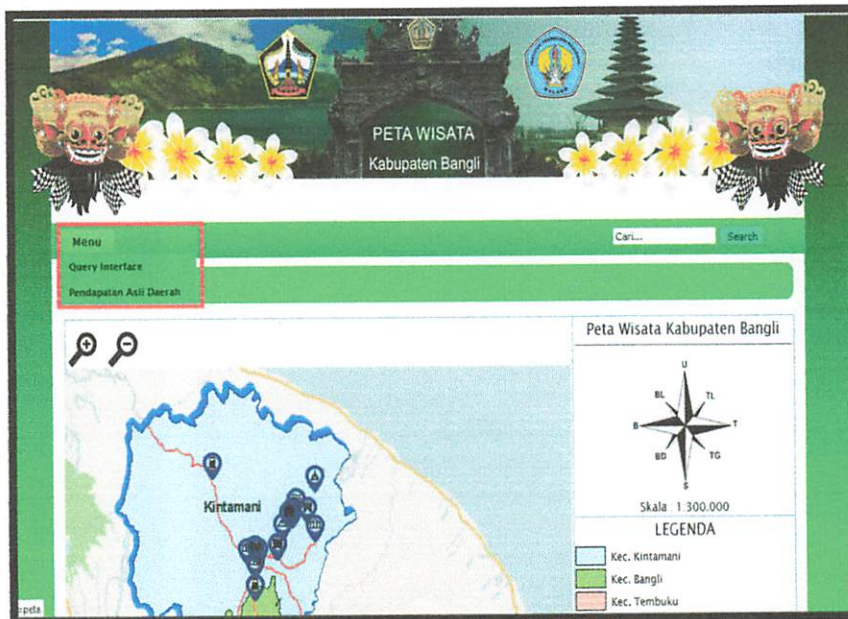 PETA WISATA
Kabupaten Bangli
Menu
Cari...
Search
Query Interface
Pendapatan Asli Daerah
Peta Wisata Kabupaten Bangli
U
BL
TL
B
T
BD
TG
S
Skala 1:300.000
LEGENDA
Kintamani
Kec. Kintamani
Kec. Bangli
Kec. Tembuku
peta